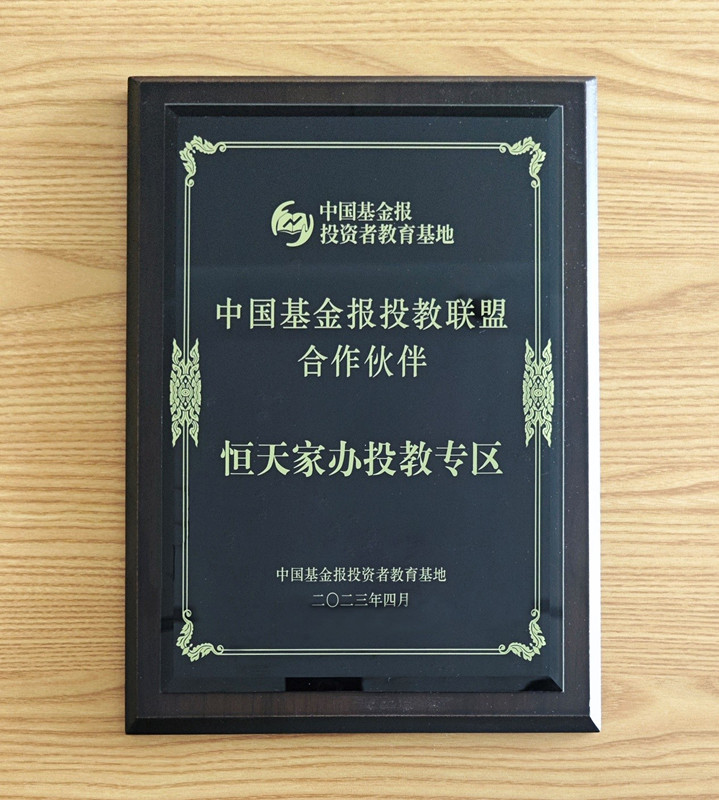 中国基金报
投资者教育基地
中国基金报投教联盟
合作伙伴
恒天家办投教专区
中国基金报投资者教育基地
二〇二三年四月